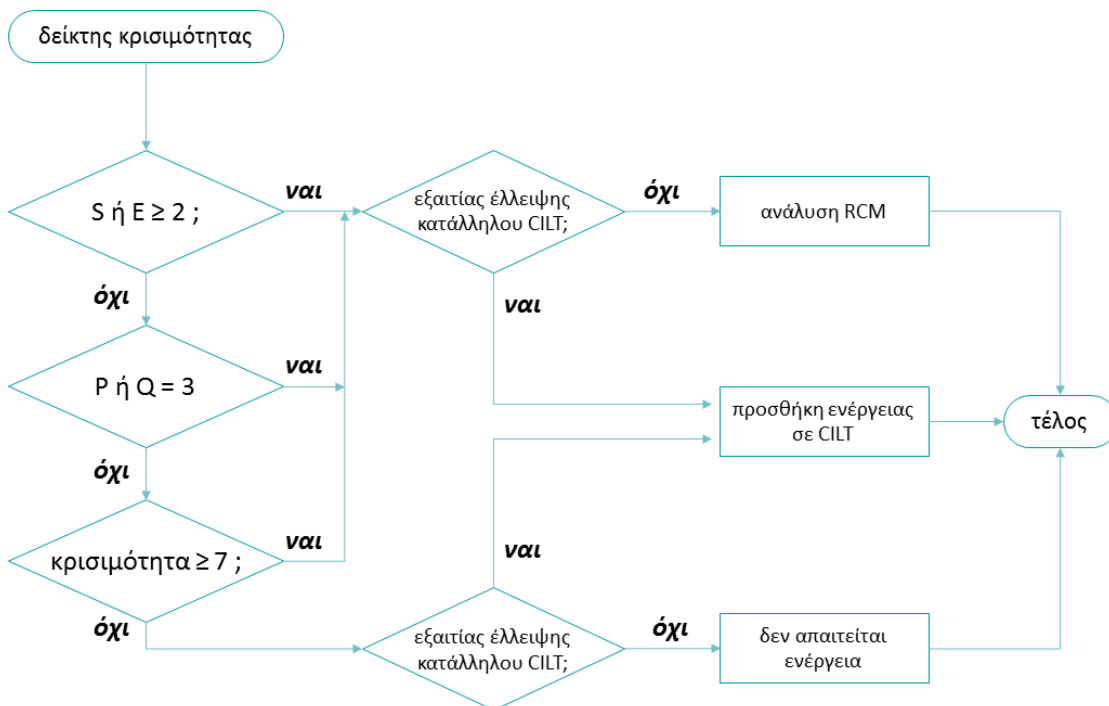 δείκτης κρισιμότητας
S ή E ≥ 2 ;
ναι
εξαιτίας έλλειψης
κατάλληλου CILT;
όχι
ανάλυση RCM
όχι
ναι
P ή Q = 3
ναι
προσθήκη ενέργειας
σε CILT
τέλος
όχι
κρισιμότητα ≥ 7 ;
ναι
ναι
όχι
εξαιτίας έλλειψης
κατάλληλου CILT;
όχι
δεν απαιτείται
ενέργεια